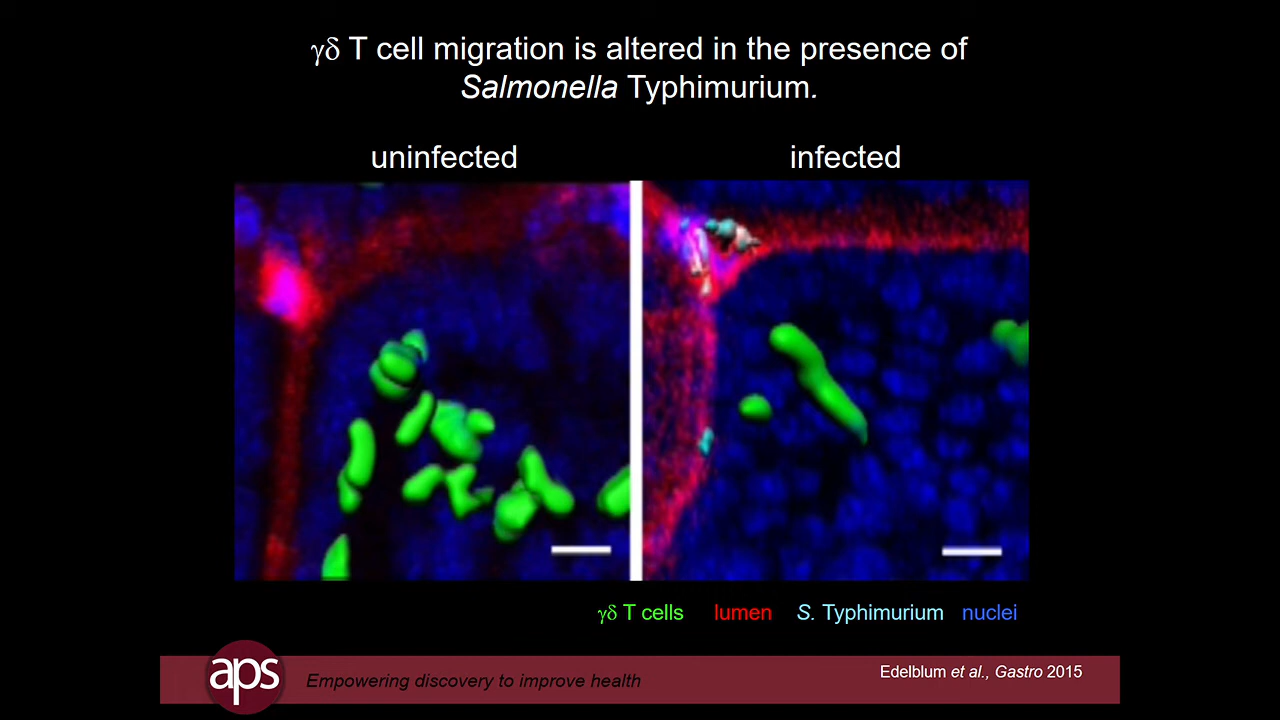 γδ T cell migration is altered in the presence of
Salmonella Typhimurium.
uninfected
infected
γδ T cells lumen S. Typhimurium nuclei
aps
Empowering discovery to improve health
Edelblum et al., Gastro 2015